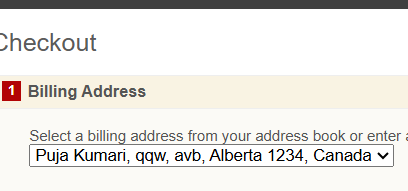 Checkout
1 Billing Address
Select a billing address from your address book or enter
Puja Kumari, qqw, avb, Alberta 1234, Canada